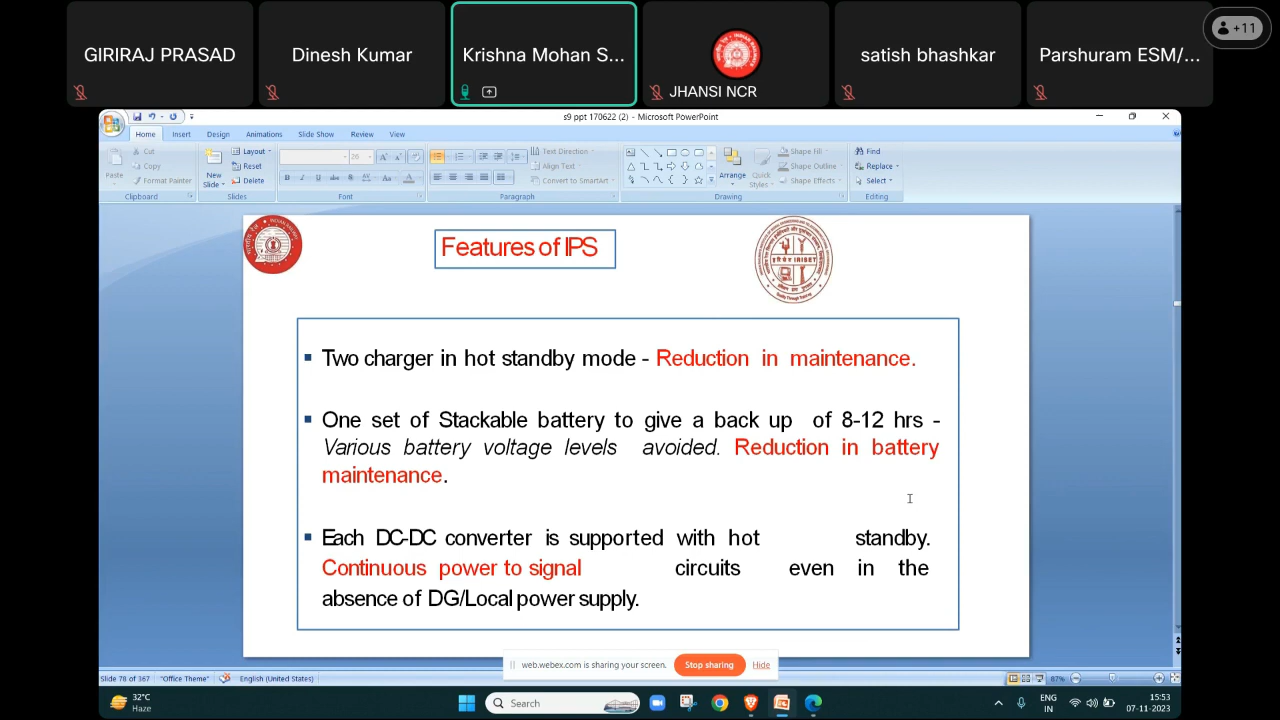 GIRIRAJ PRASAD
Dinesh Kumar
Krishna Mohan S...
JHANSI NCR
satish bhashkar
Parshuram ESM/...
+11
s9 ppt 170622 (2) - Microsoft PowerPoint
Home Insert Design Animations Slide Show Review View
Paste
Cut
Copy
Format Painter
Clipboard
New Slide
Layout
Reset
Delete
Slides
26
Font
Text Direction
Align Text
Convert to SmartArt
Paragraph
Arrange
Quick Styles
Shape Fill
Shape Outline
Shape Effects
Drawing
Find
Replace
Select
Editing
Features of IPS
IRISET
Two charger in hot standby mode - Reduction in maintenance.
One set of Stackable battery to give a back up of 8-12 hrs -
Various battery voltage levels avoided. Reduction in battery
maintenance.
Each DC-DC converter is supported with hot standby.
Continuous power to signal circuits even in the
absence of DG/Local power supply.
web.webex.com is sharing your screen. Stop sharing Hide
Slide 78 of 367 "Office Theme" English (United States) 87%
32°C
Haze
Search
ENG
IN
15:53
07-11-2023